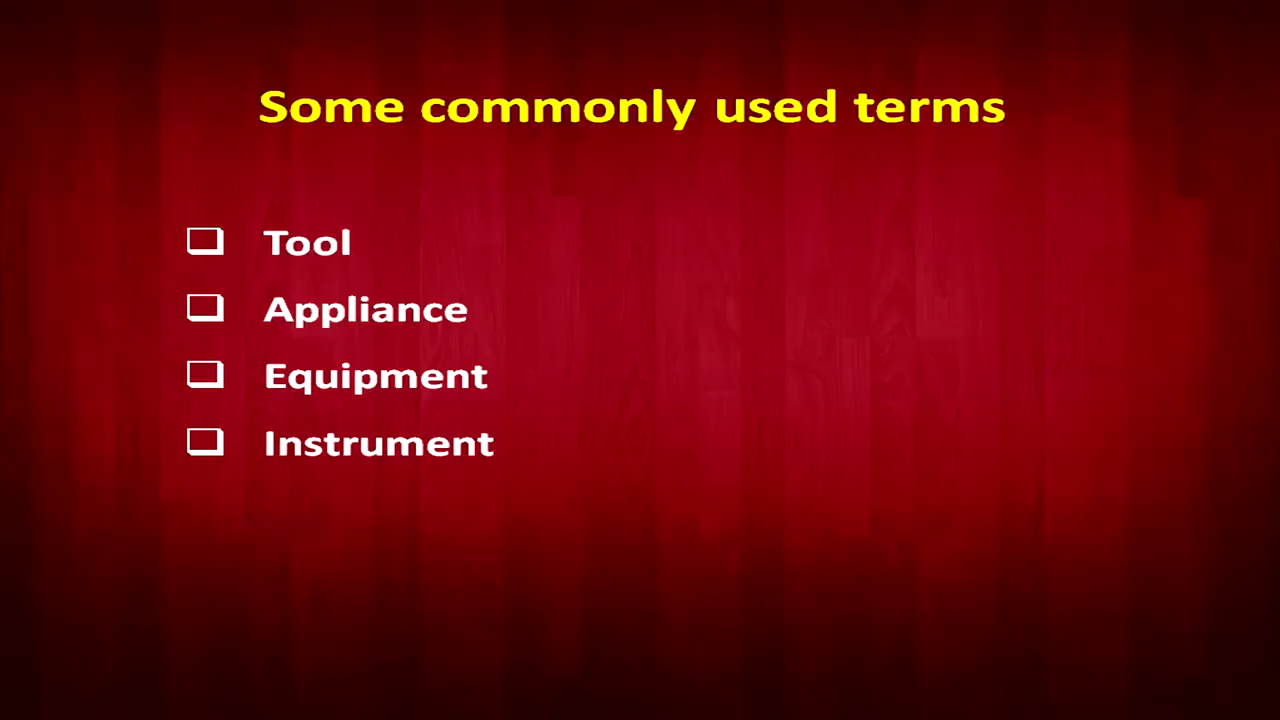 Some commonly used terms
❑ Tool
❑ Appliance
❑ Equipment
❑ Instrument